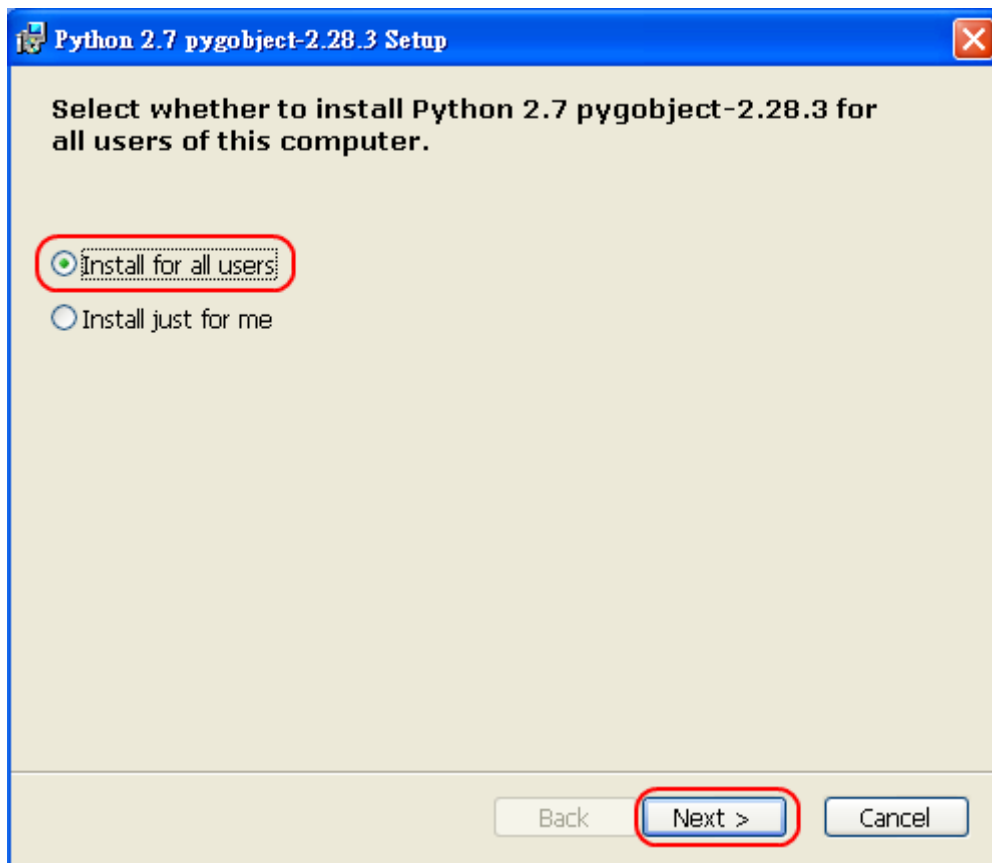 Python 2.7 pygobject-2.28.3 Setup
Select whether to install Python 2.7 pygobject-2.28.3 for
all users of this computer.
Install for all users
Install just for me
Back Next > Cancel